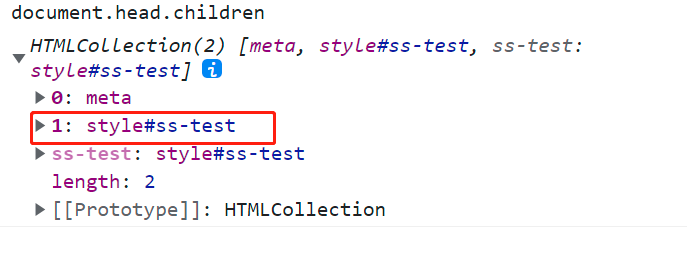 document.head.children
HTMLCollection(2) [meta, style#ss-test, ss-test:
style#ss-test]
0: meta
1: style#ss-test
ss-test: style#ss-test
length: 2
[[Prototype]]: HTMLCollection